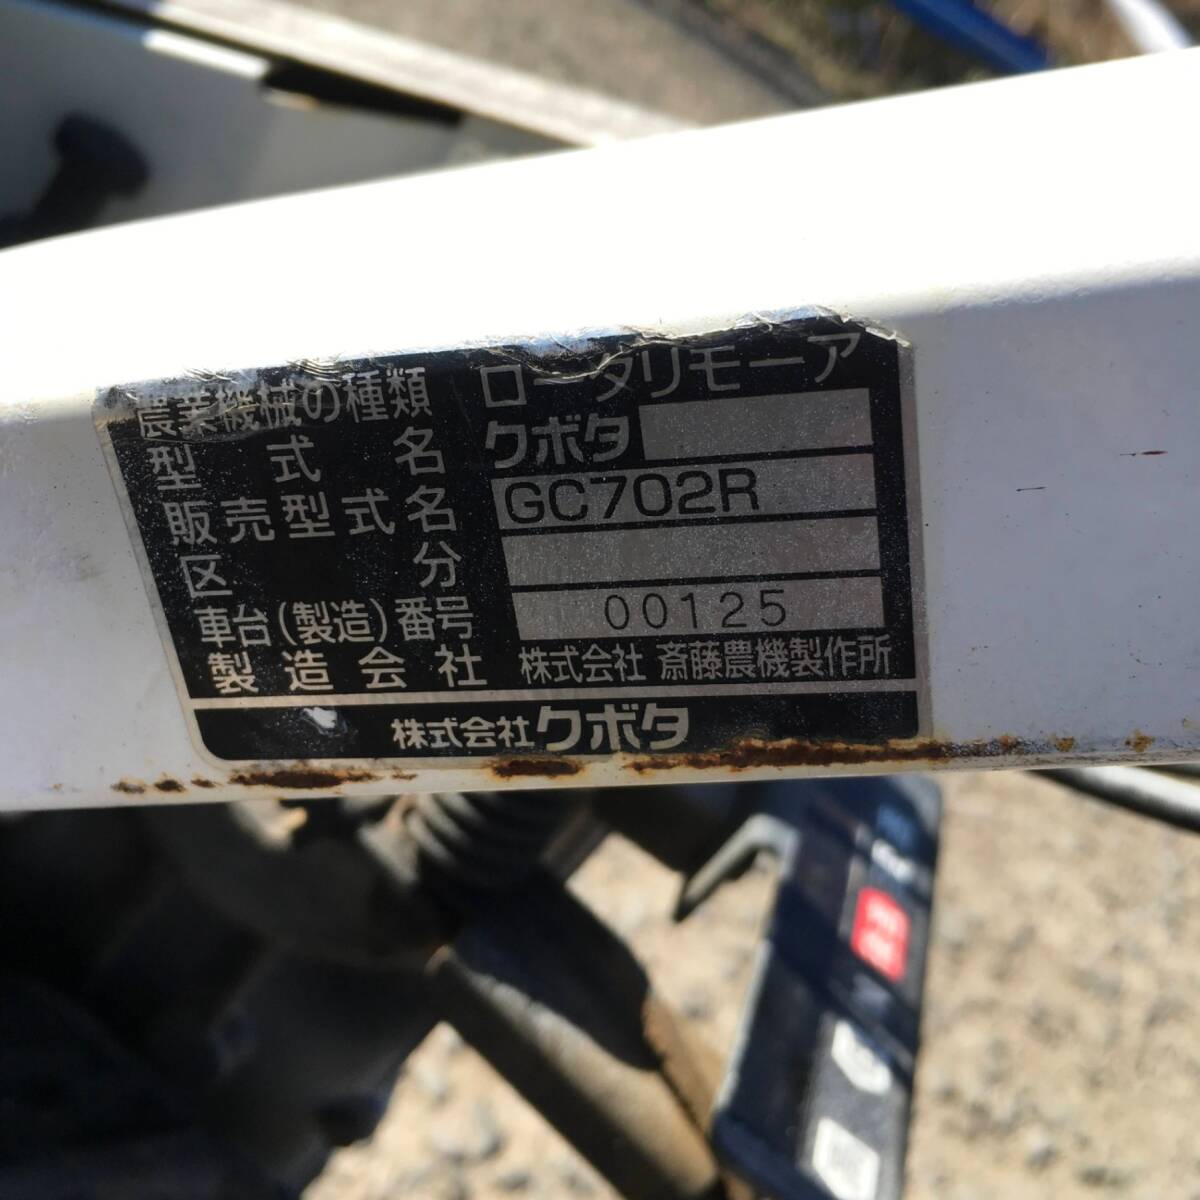 農業機械の種類 ロータリモーア
型式名 クボタ
販売型式名 GC702R
区分
車台(製造)番号 00125
製造会社 株式会社 斎藤農機製作所
株式会社クボタ